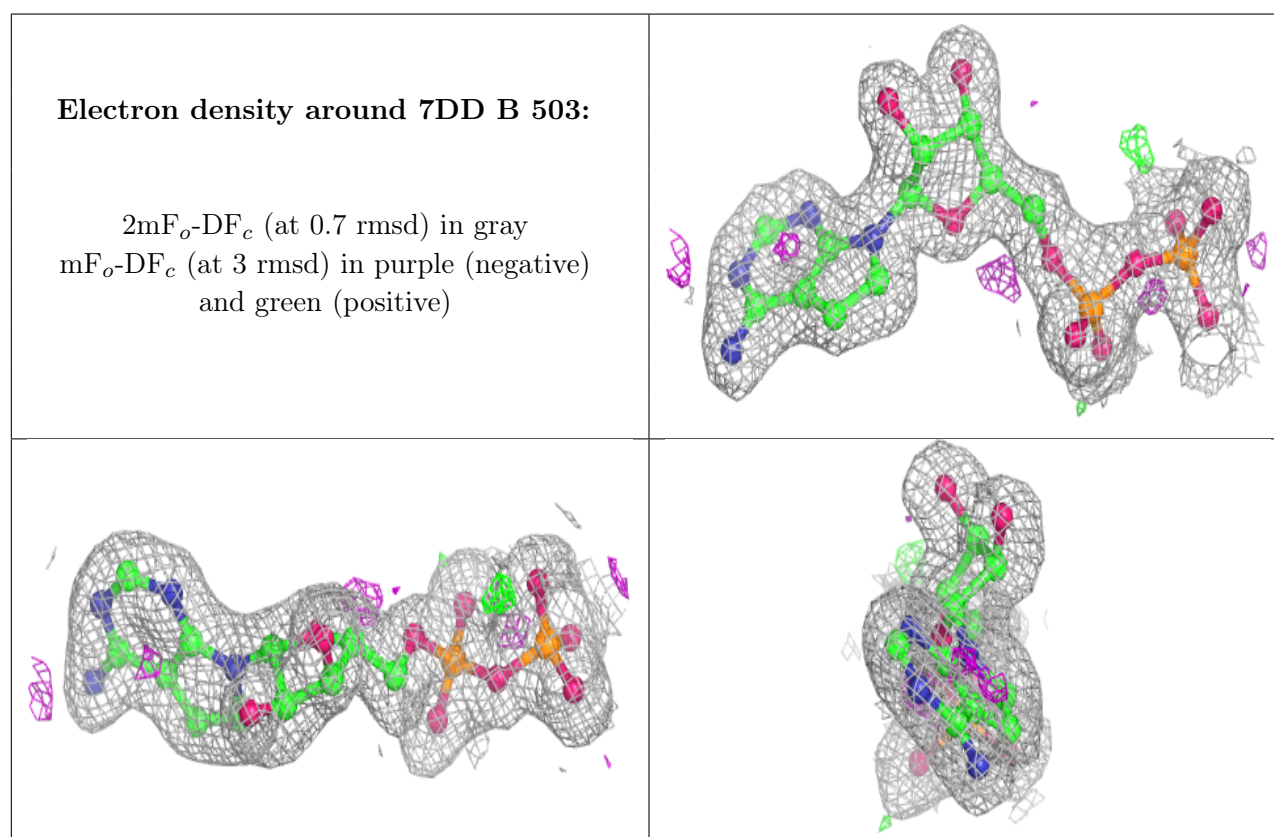 Electron density around 7DD B 503:
2mFo-DFc (at 0.7 rmsd) in gray
mFo-DFc (at 3 rmsd) in purple (negative)
and green (positive)